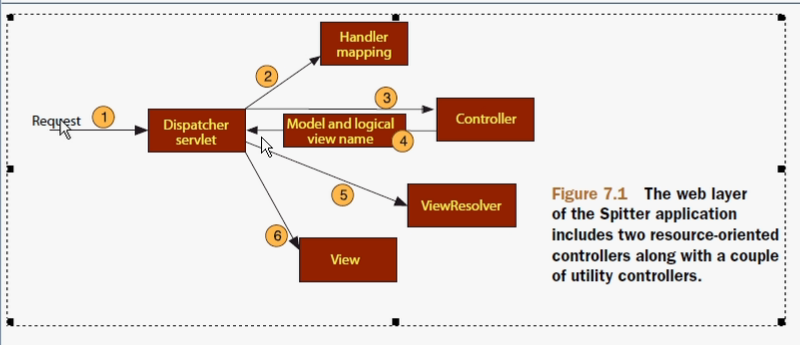 Handler
mapping
2
3
Request
1
Dispatcher
servlet
Model and logical
view name
4
Controller
5
ViewResolver
6
View
Figure 7.1 The web layer
of the Spitter application
includes two resource-oriented
controllers along with a couple
of utility controllers.